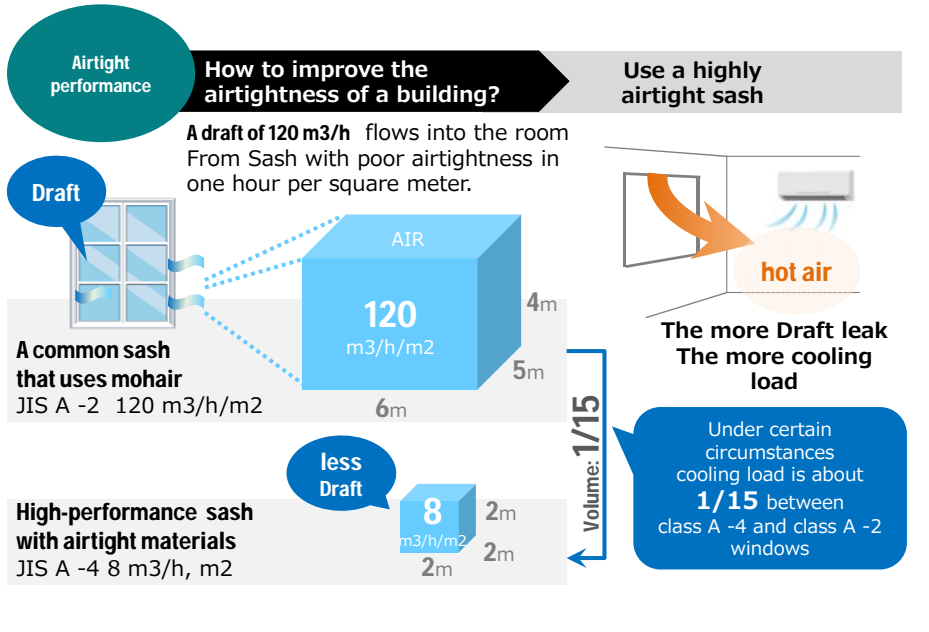 Airtight
performance
How to improve the
airtightness of a building?
Use a highly
airtight sash
A draft of 120 m3/h flows into the room
From Sash with poor airtightness in
one hour per square meter.
Draft
AIR
120
m3/h/m2
4m
5m
6m
hot air
The more Draft leak
The more cooling
load
A common sash
that uses mohair
JIS A -2 120 m3/h/m2
Volume: 1/15
Under certain
circumstances
cooling load is about
1/15 between
class A -4 and class A -2
windows
less
Draft
8
m3/h/m2
2m
2m
2m
High-performance sash
with airtight materials
JIS A -4 8 m3/h, m2